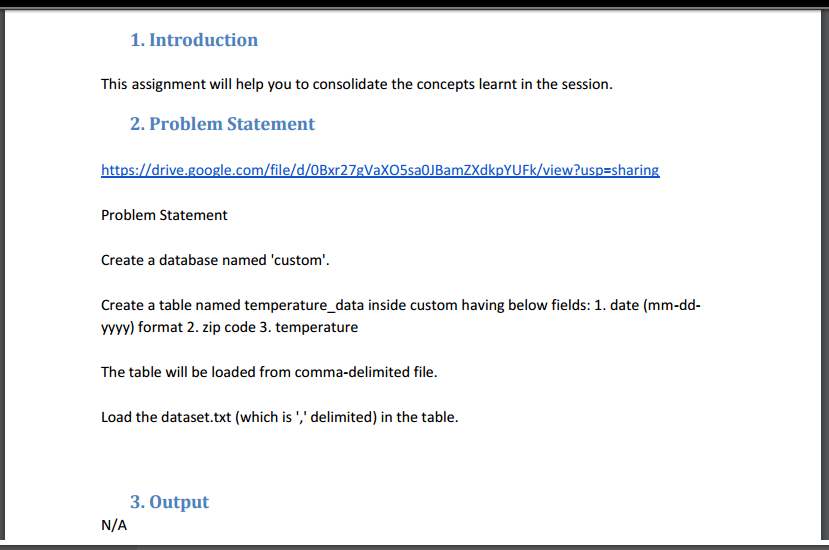 1. Introduction
This assignment will help you to consolidate the concepts learnt in the session.
2. Problem Statement
https://drive.google.com/file/d/0Bxr27gVaXO5sa0JBamZXdkpYUFk/view?usp=sharing
Problem Statement
Create a database named 'custom'.
Create a table named temperature_data inside custom having below fields: 1. date (mm-dd-
yyyy) format 2. zip code 3. temperature
The table will be loaded from comma-delimited file.
Load the dataset.txt (which is ',' delimited) in the table.
3. Output
N/A